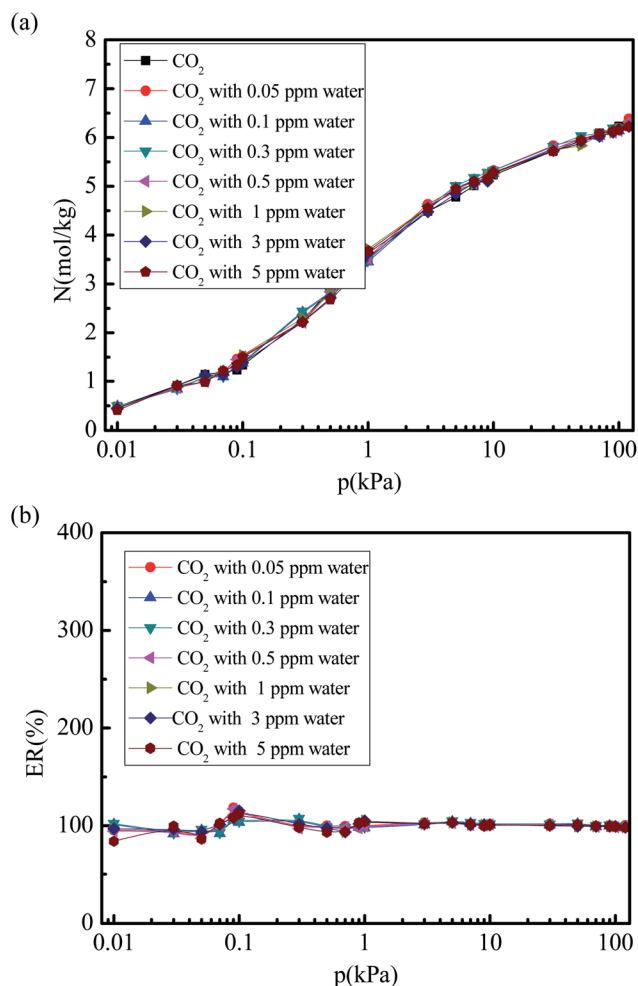 (a)
8
7
6
5
4
3
2
1
0
N(mol/kg)
CO₂
CO₂ with 0.05 ppm water
CO₂ with 0.1 ppm water
CO₂ with 0.3 ppm water
CO₂ with 0.5 ppm water
CO₂ with 1 ppm water
CO₂ with 3 ppm water
CO₂ with 5 ppm water
0.01 0.1 1 10 100
p(kPa)
(b)
400
300
200
100
0
ER(%)
CO₂ with 0.05 ppm water
CO₂ with 0.1 ppm water
CO₂ with 0.3 ppm water
CO₂ with 0.5 ppm water
CO₂ with 1 ppm water
CO₂ with 3 ppm water
CO₂ with 5 ppm water
0.01 0.1 1 10 100
p(kPa)